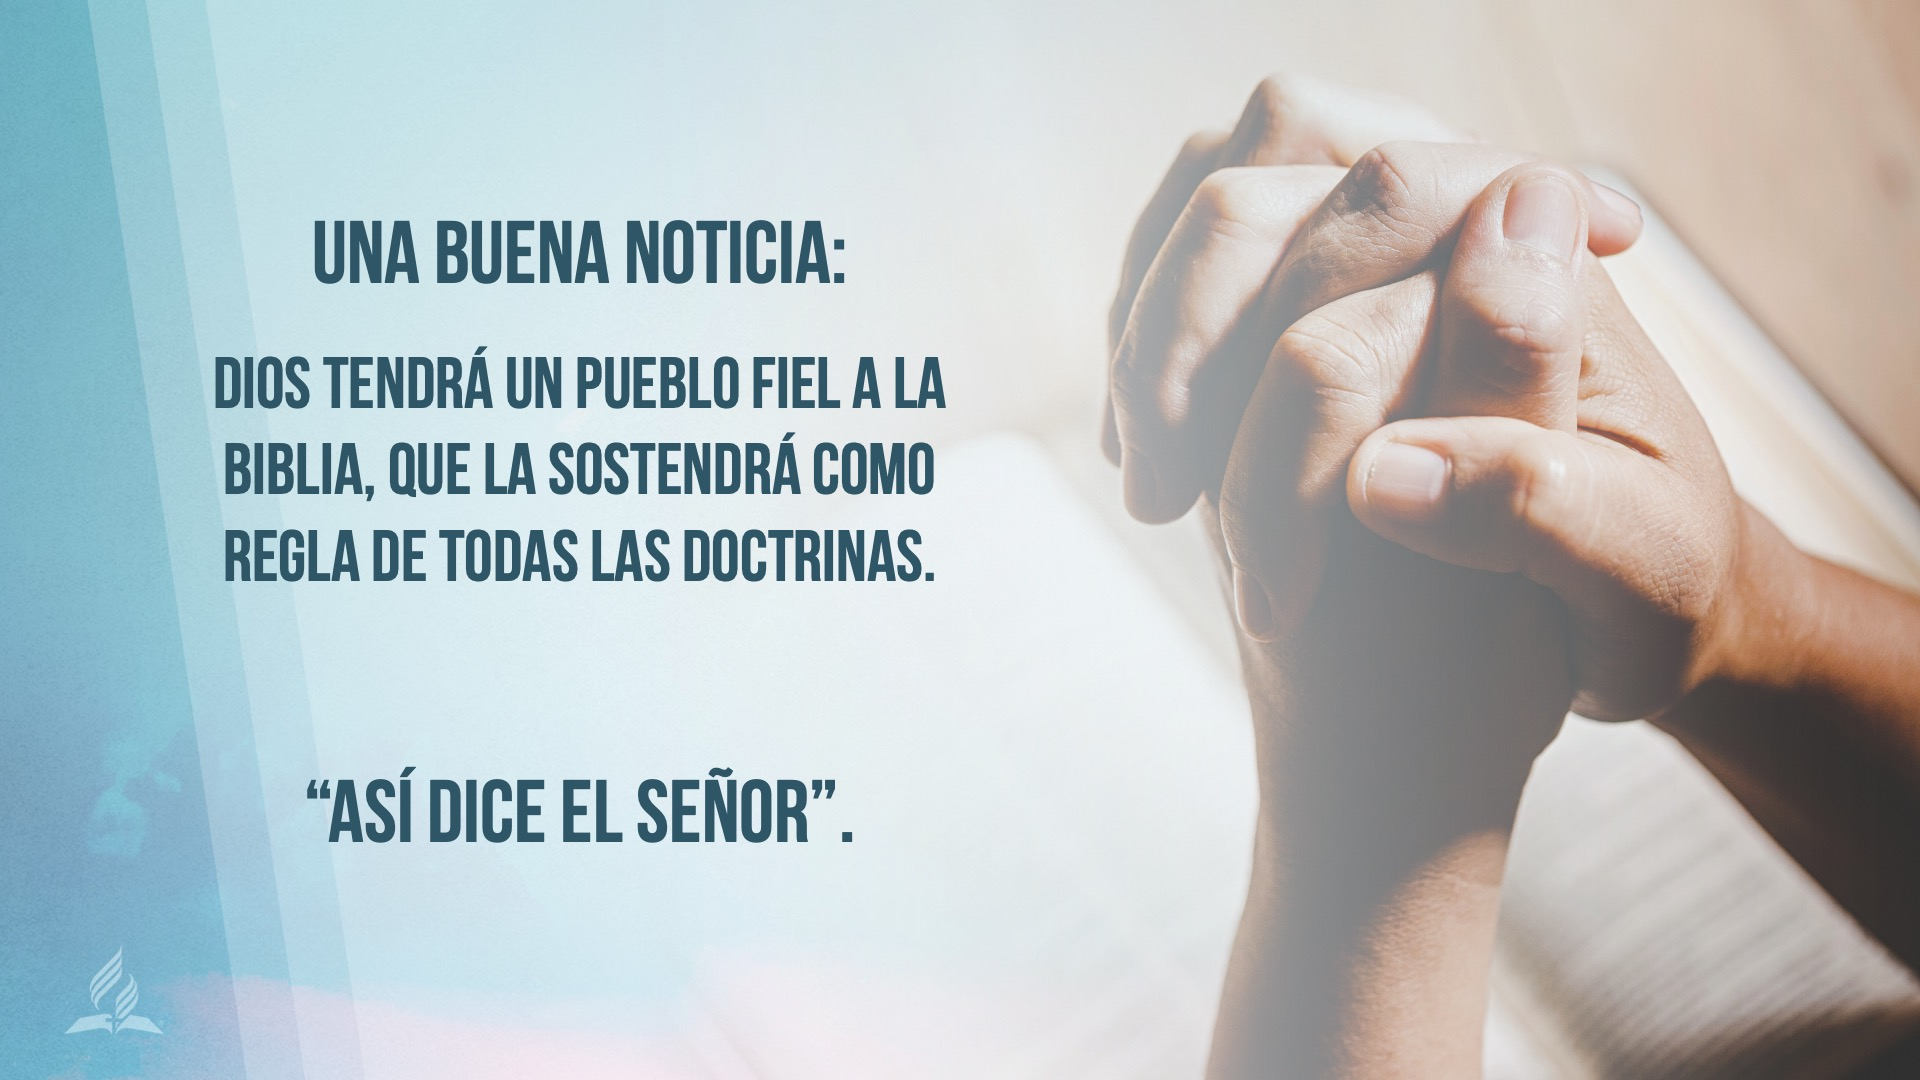 UNA BUENA NOTICIA:
DIOS TENDRÁ UN PUEBLO FIEL A LA
BIBLIA, QUE LA SOSTENDRÁ COMO
REGLA DE TODAS LAS DOCTRINAS.
“ASÍ DICE EL SEÑOR”.